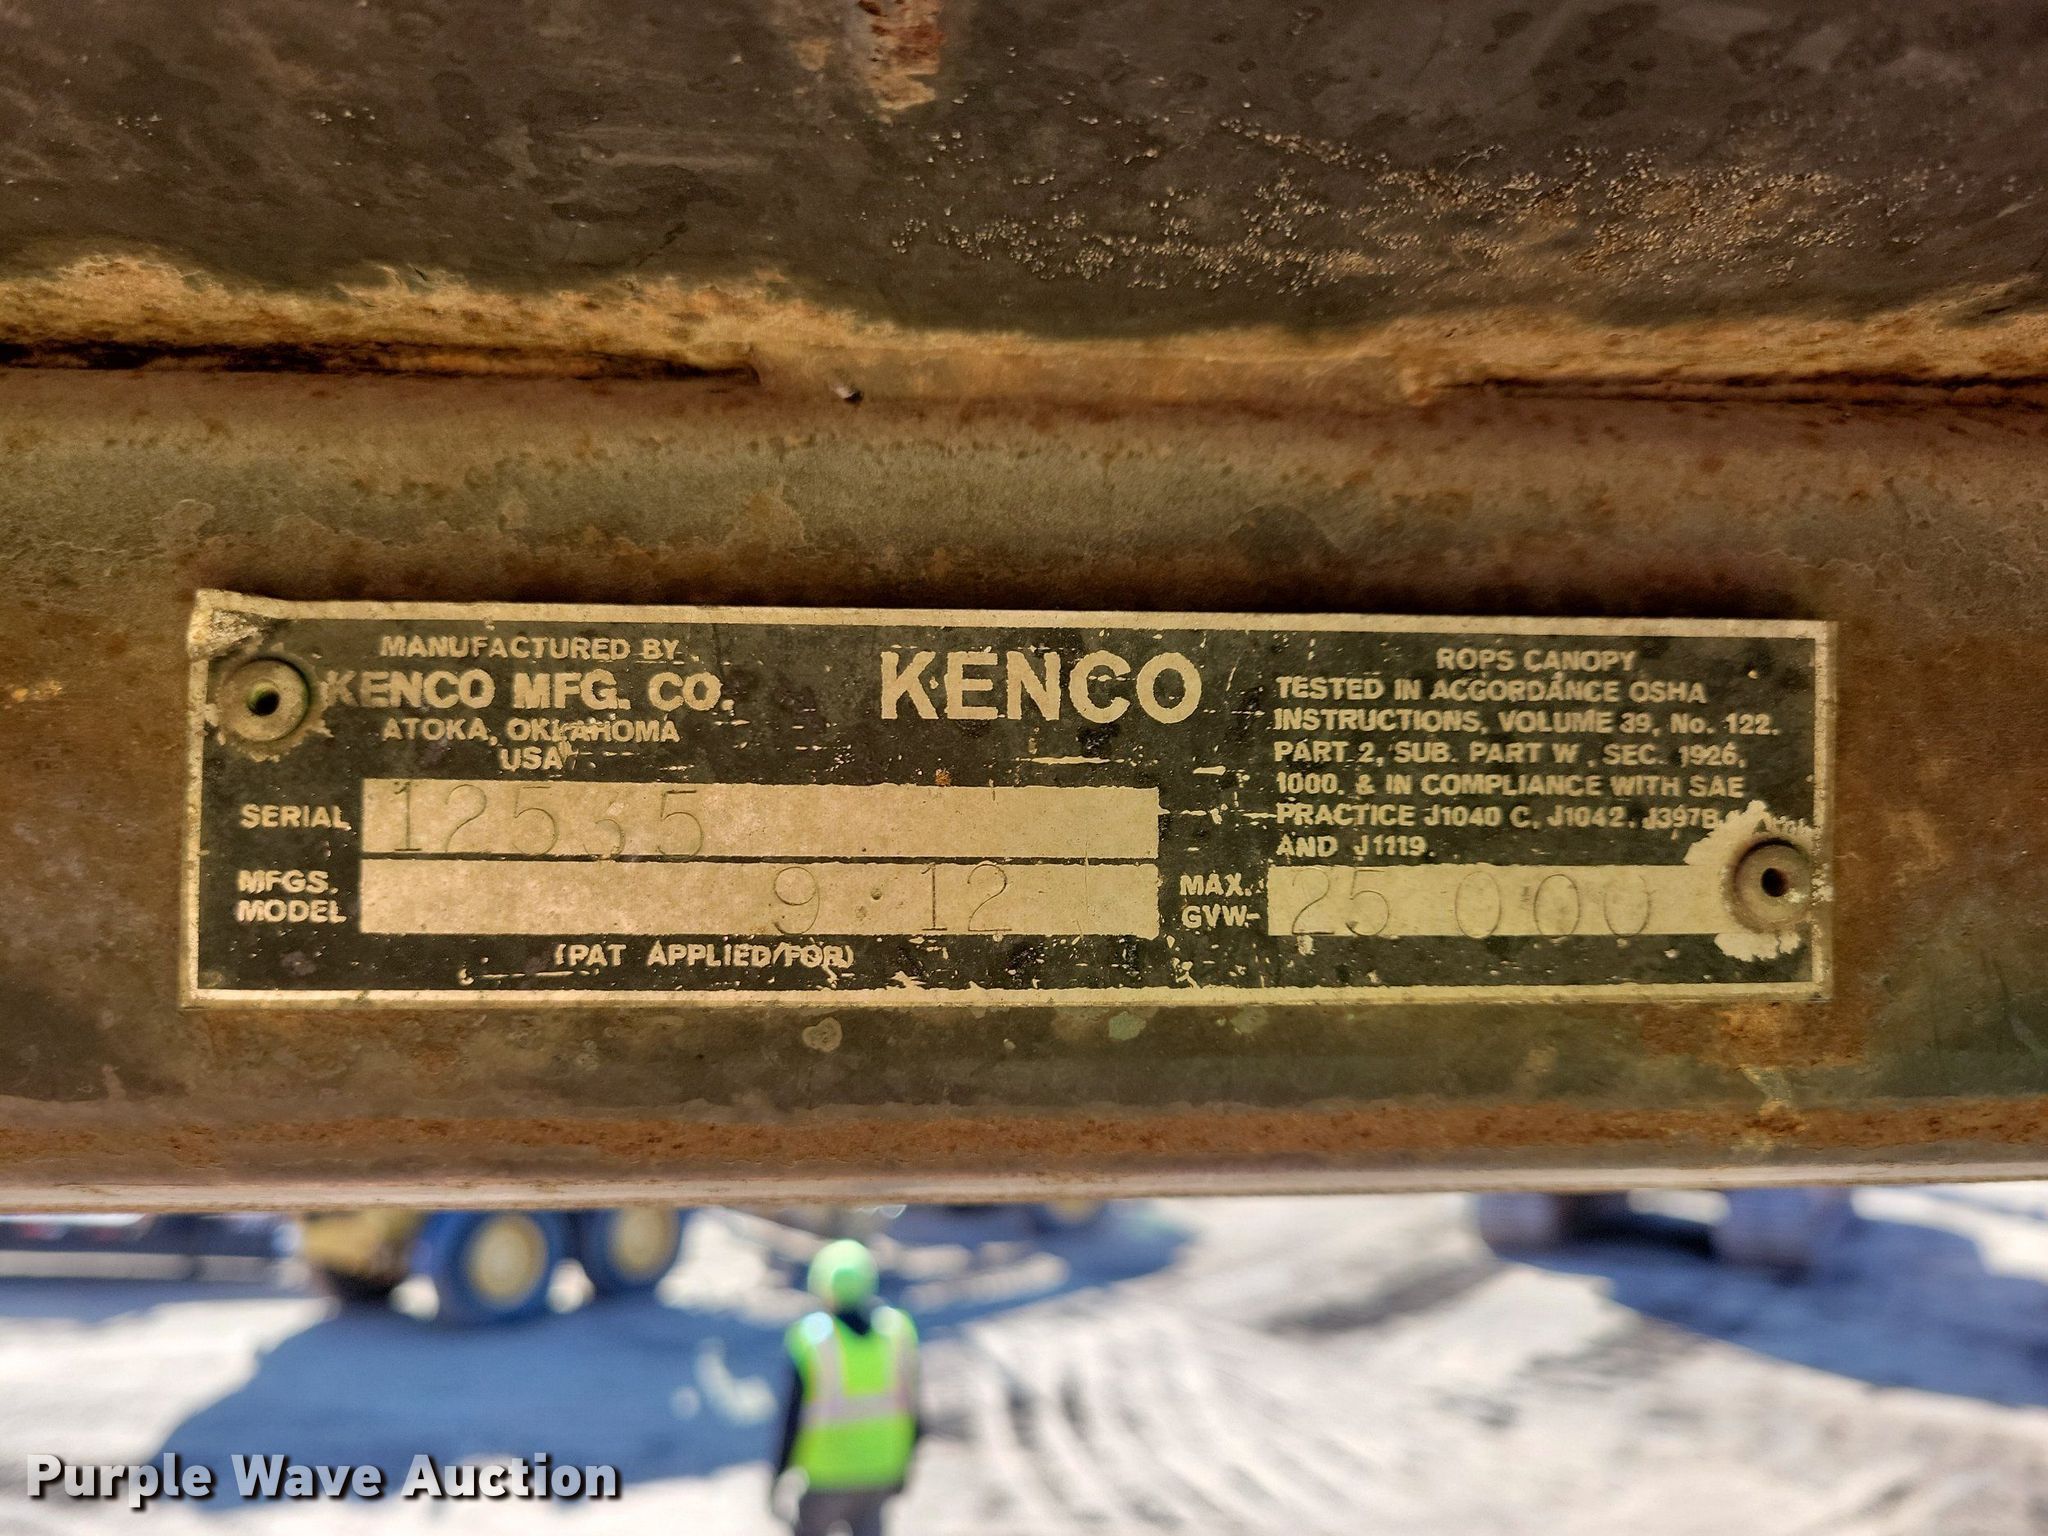 MANUFACTURED BY
KENCO MFG. CO.
ATOKA, OKLAHOMA
USA
KENCO
SERIAL 12535
MFGS. MODEL 9 12
(PAT APPLIED/FOR)
ROPS CANOPY
TESTED IN ACCORDANCE OSHA
INSTRUCTIONS, VOLUME 39, No. 122.
PART 2, SUB. PART W, SEC. 1926,
1000. & IN COMPLIANCE WITH SAE
PRACTICE J1040 C, J1042, J397B,
AND J1119.
MAX. GVW- 25 000
Purple Wave Auction